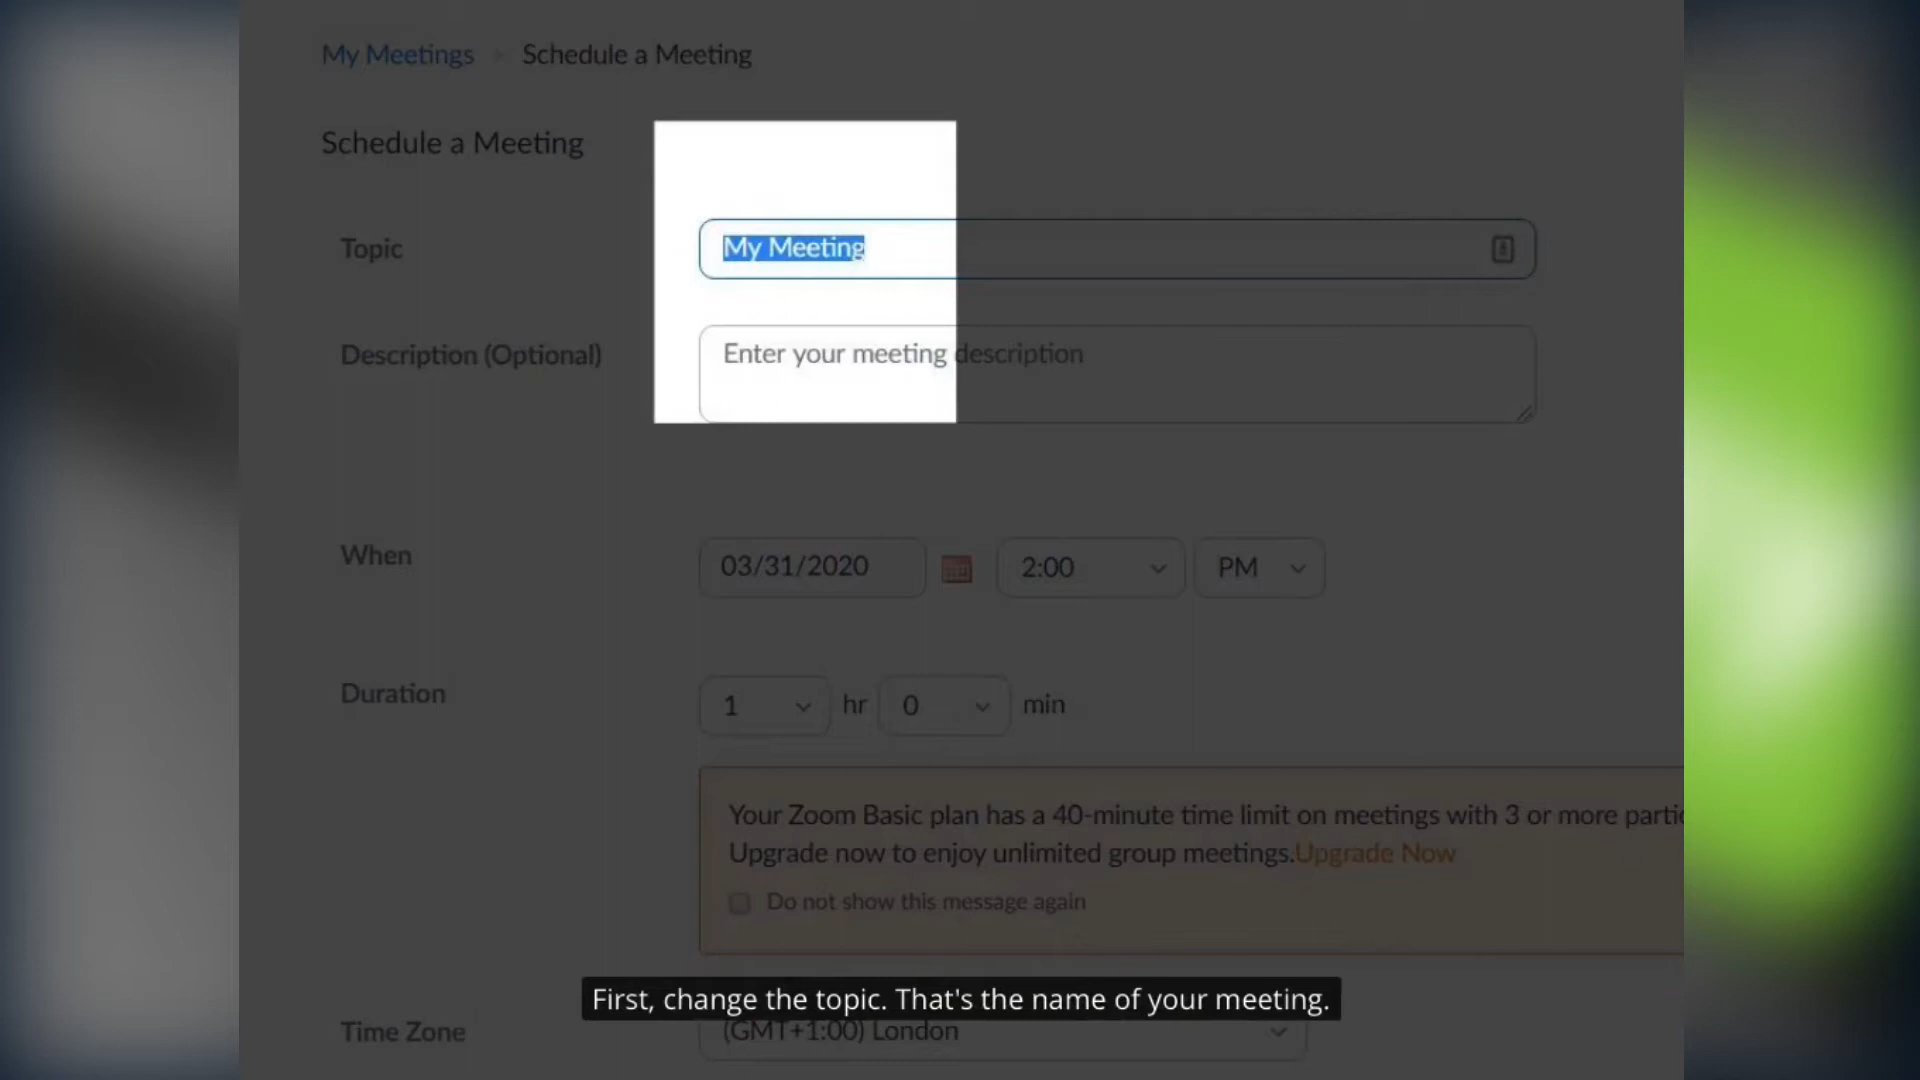 My Meetings > Schedule a Meeting
Schedule a Meeting
Topic
My Meeting
Description (Optional)
Enter your meeting description
When
03/31/2020
2:00
PM
Duration
1
hr
0
min
Your Zoom Basic plan has a 40-minute time limit on meetings with 3 or more partic
Upgrade now to enjoy unlimited group meetings.Upgrade Now
Do not show this message again
First, change the topic. That's the name of your meeting.
Time Zone
(GMT+1:00) London